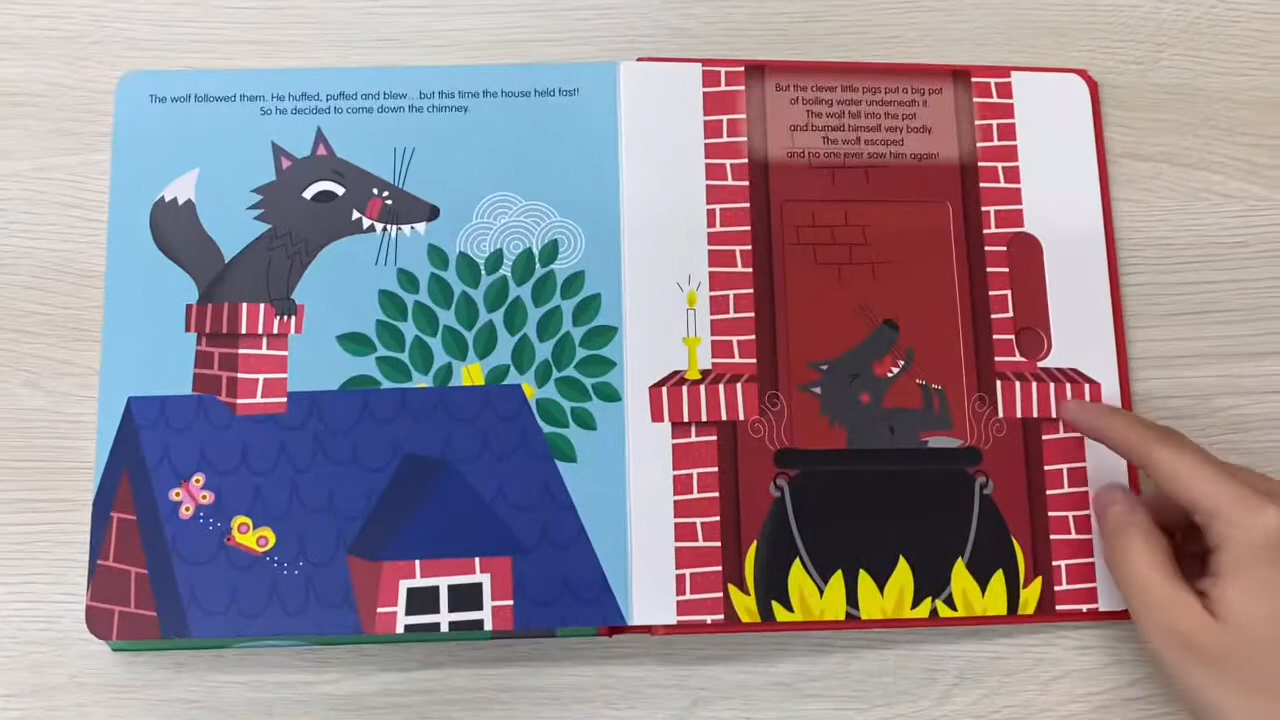 The wolf followed them. He huffed, puffed and blew...but this time the house held fast!
So he decided to come down the chimney.
But the clever little pigs put a big pot
of boiling water underneath it.
The wolf fell into the pot
and burned himself very badly.
The wolf escaped
and no one ever saw him again!